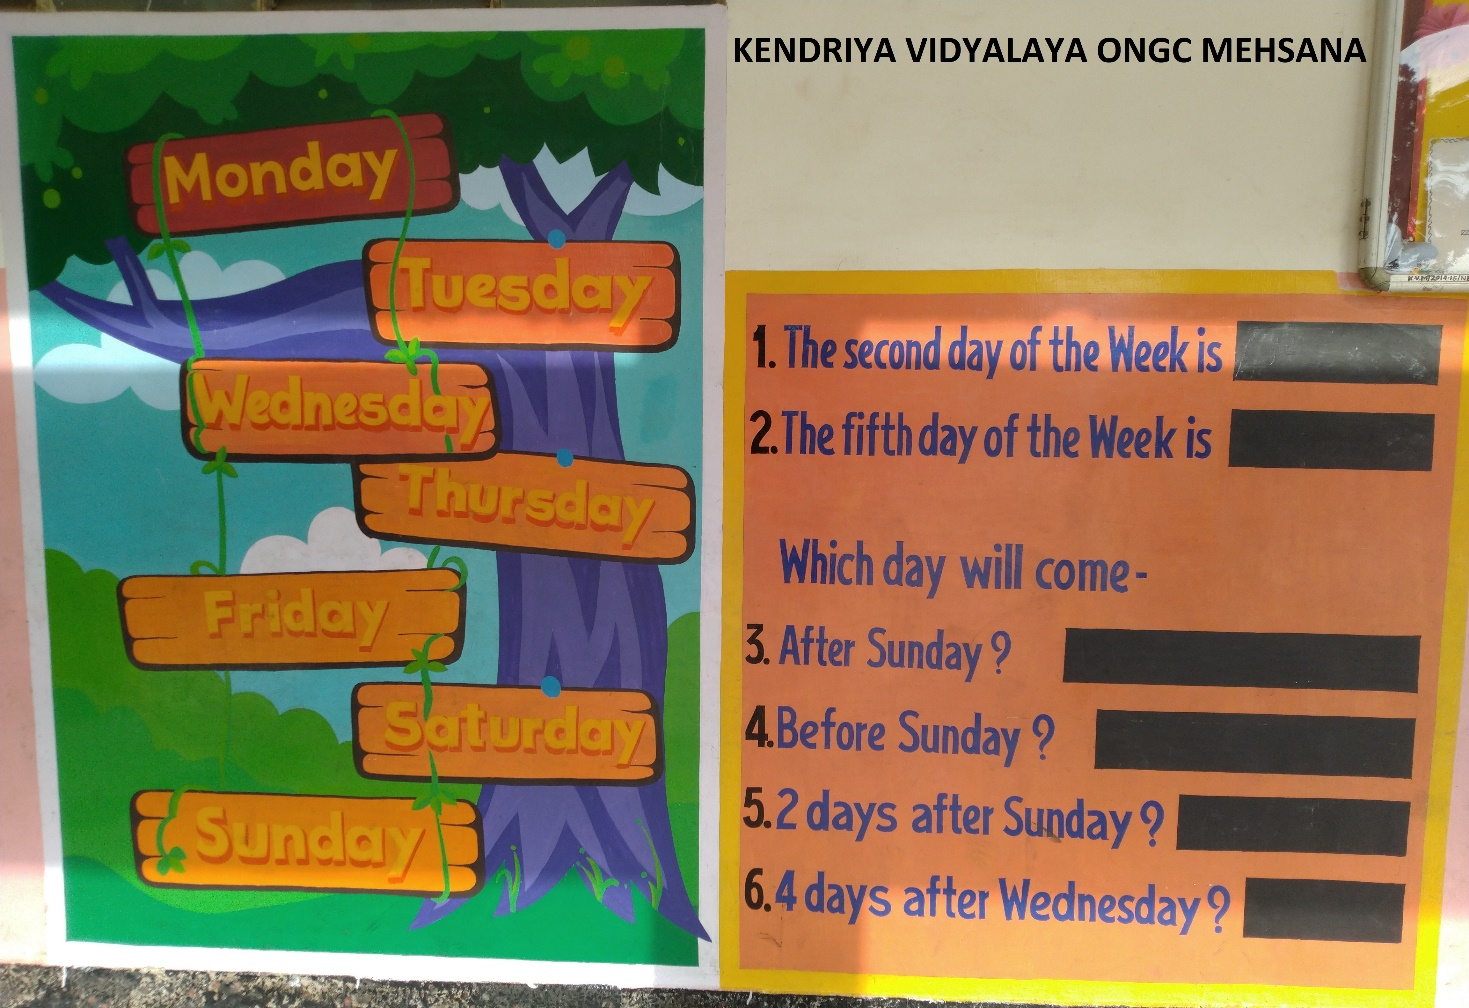 KENDRIYA VIDYALAYA ONGC MEHSANA
Monday
Tuesday
Wednesday
Thursday
Friday
Saturday
Sunday
1. The second day of the Week is
2. The fifth day of the Week is
Which day will come-
3. After Sunday ?
4. Before Sunday ?
5. 2 days after Sunday ?
6. 4 days after Wednesday ?